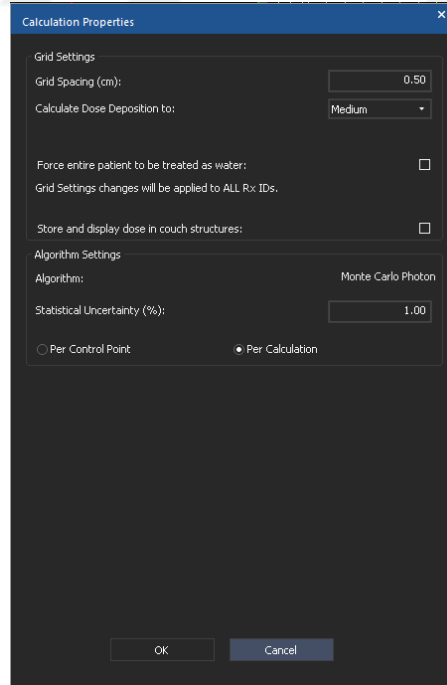 Calculation Properties
Grid Settings
Grid Spacing (cm): 0.50
Calculate Dose Deposition to: Medium
Force entire patient to be treated as water:
Grid Settings changes will be applied to ALL Rx IDs.
Store and display dose in couch structures:
Algorithm Settings
Algorithm: Monte Carlo Photon
Statistical Uncertainty (%): 1.00
Per Control Point Per Calculation
OK Cancel